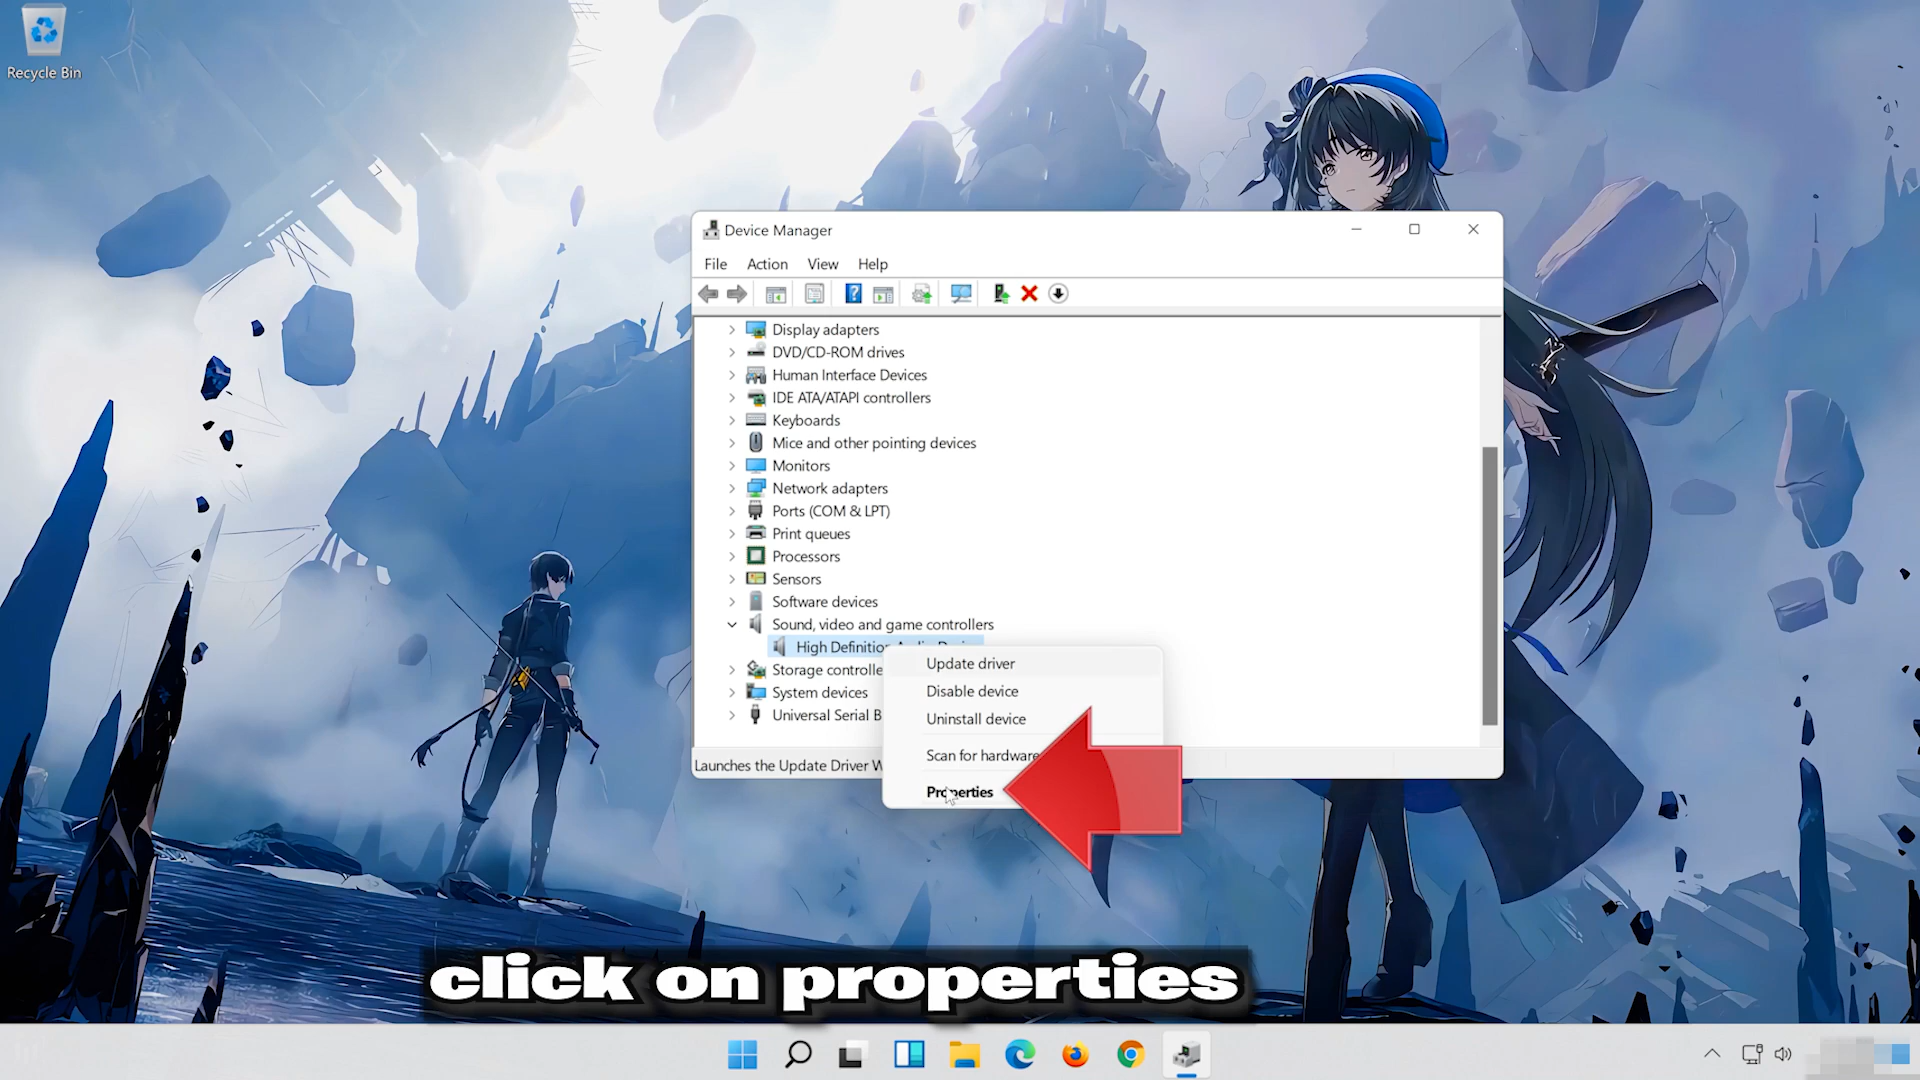 Recycle Bin
Device Manager
File Action View Help
Display adapters
DVD/CD-ROM drives
Human Interface Devices
IDE ATA/ATAPI controllers
Keyboards
Mice and other pointing devices
Monitors
Network adapters
Ports (COM & LPT)
Print queues
Processors
Sensors
Software devices
Sound, video and game controllers
High Definition
Storage controlle
System devices
Universal Serial B
Launches the Update Driver W
Update driver
Disable device
Uninstall device
Scan for hardware
Properties
click on properties